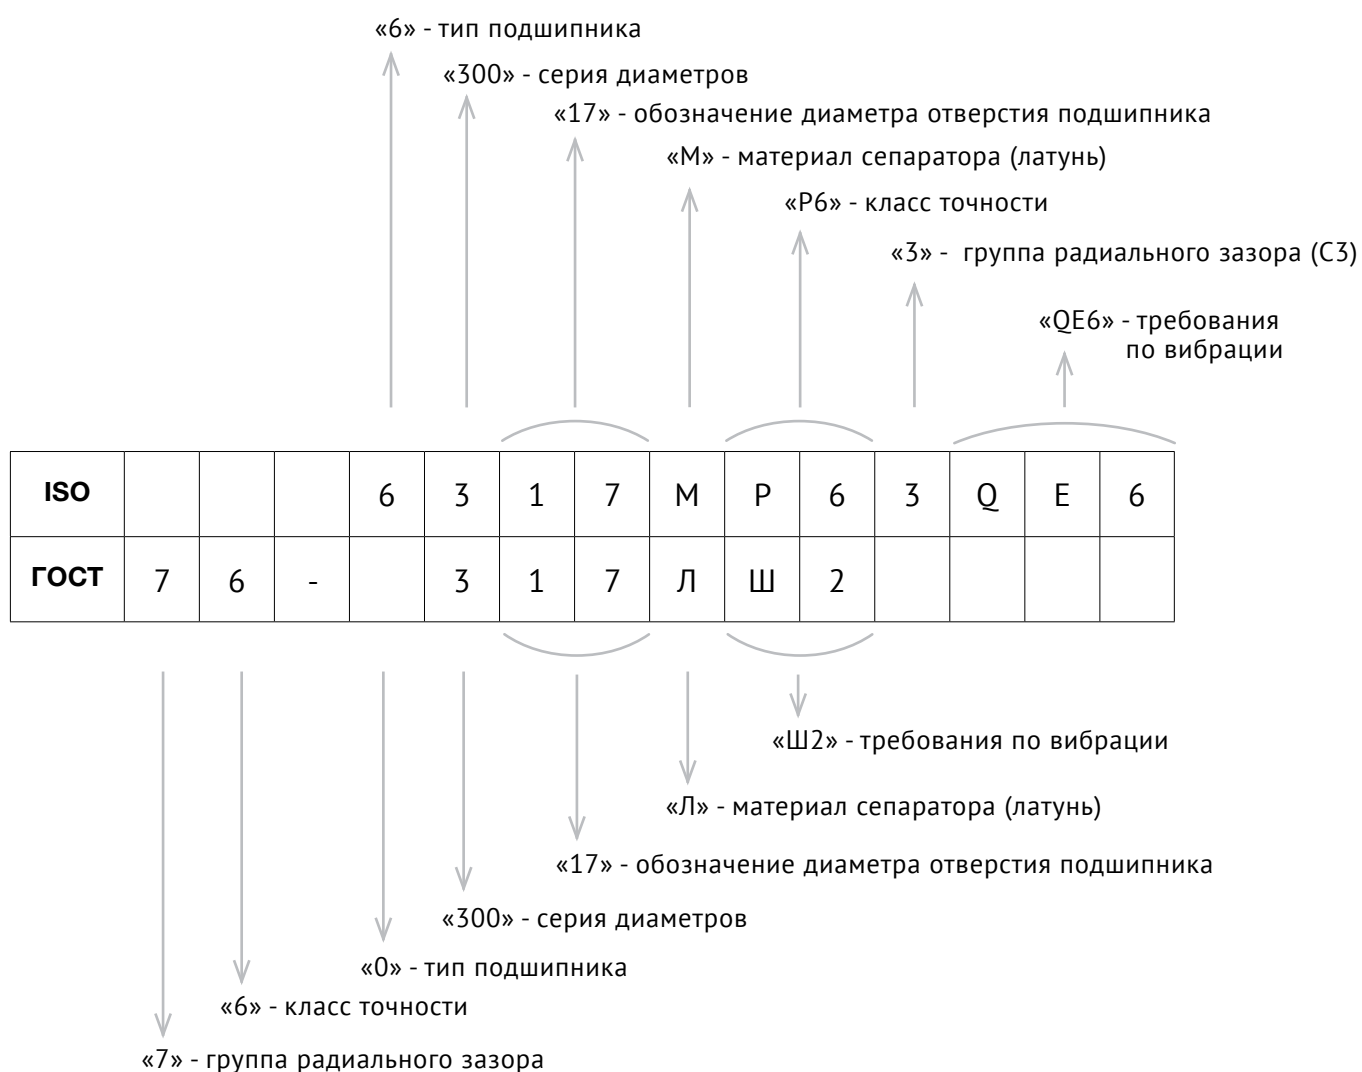 «6» - тип подшипника
«300» - серия диаметров
«17» - обозначение диаметра отверстия подшипника
«М» - материал сепаратора (латунь)
«Р6» - класс точности
«3» - группа радиального зазора (С3)
«QE6» - требования
по вибрации
ISO 6 3 1 7 M P 6 3 Q E 6
ГОСТ 7 6 - 3 1 7 Л Ш 2
«Ш2» - требования по вибрации
«Л» - материал сепаратора (латунь)
«17» - обозначение диаметра отверстия подшипника
«300» - серия диаметров
«0» - тип подшипника
«6» - класс точности
«7» - группа радиального зазора